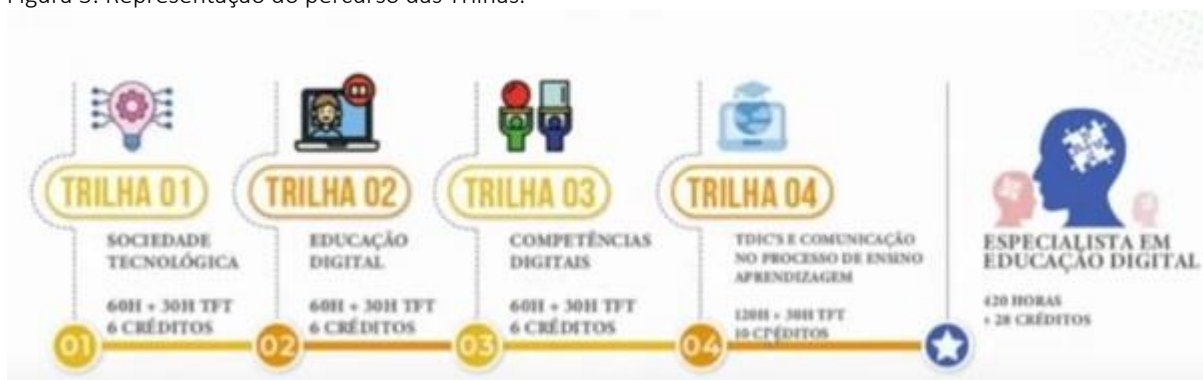 Figura 3: Representação do percurso das Trilhas.
TRILHA 01
SOCIEDADE
TECNOLÓGICA
60H + 30H TFT
6 CRÉDITOS
01
TRILHA 02
EDUCAÇÃO
DIGITAL
60H + 30H TFT
6 CRÉDITOS
02
TRILHA 03
COMPETÊNCIAS
DIGITAIS
60H + 30H TFT
6 CRÉDITOS
03
TRILHA 04
TDIC'S E COMUNICAÇÃO
NO PROCESSO DE ENSINO
APRENDIZAGEM
120H + 30H TFT
10 CRÉDITOS
04
ESPECIALISTA EM
EDUCAÇÃO DIGITAL
420 HORAS
+ 28 CRÉDITOS